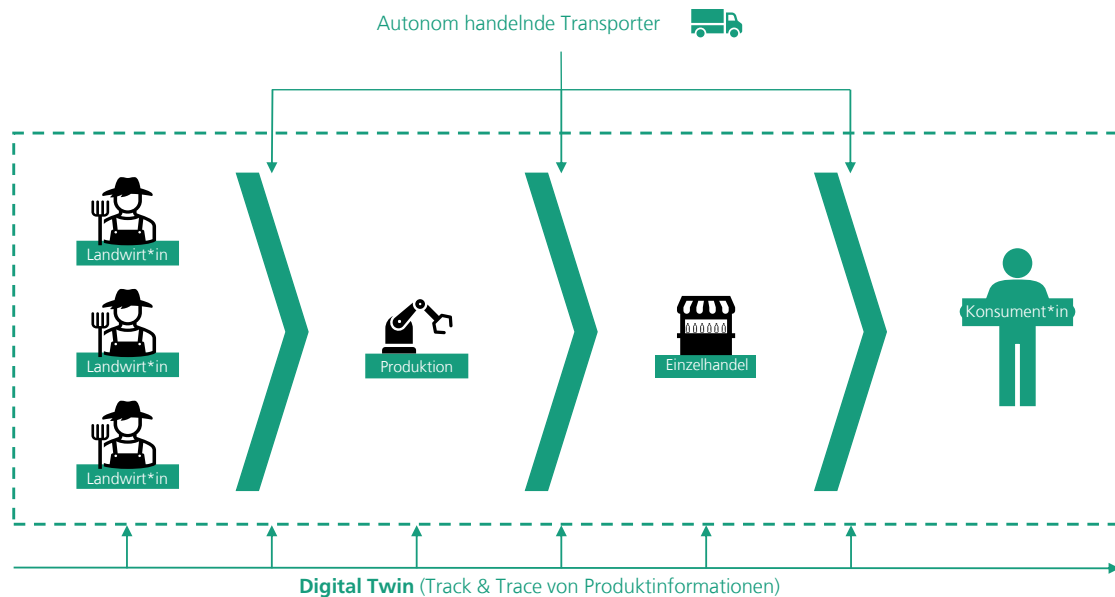 Autonom handelnde Transporter
Landwirt*in
Landwirt*in
Landwirt*in
Produktion
Einzelhandel
Konsument*in
Digital Twin (Track & Trace von Produktinformationen)